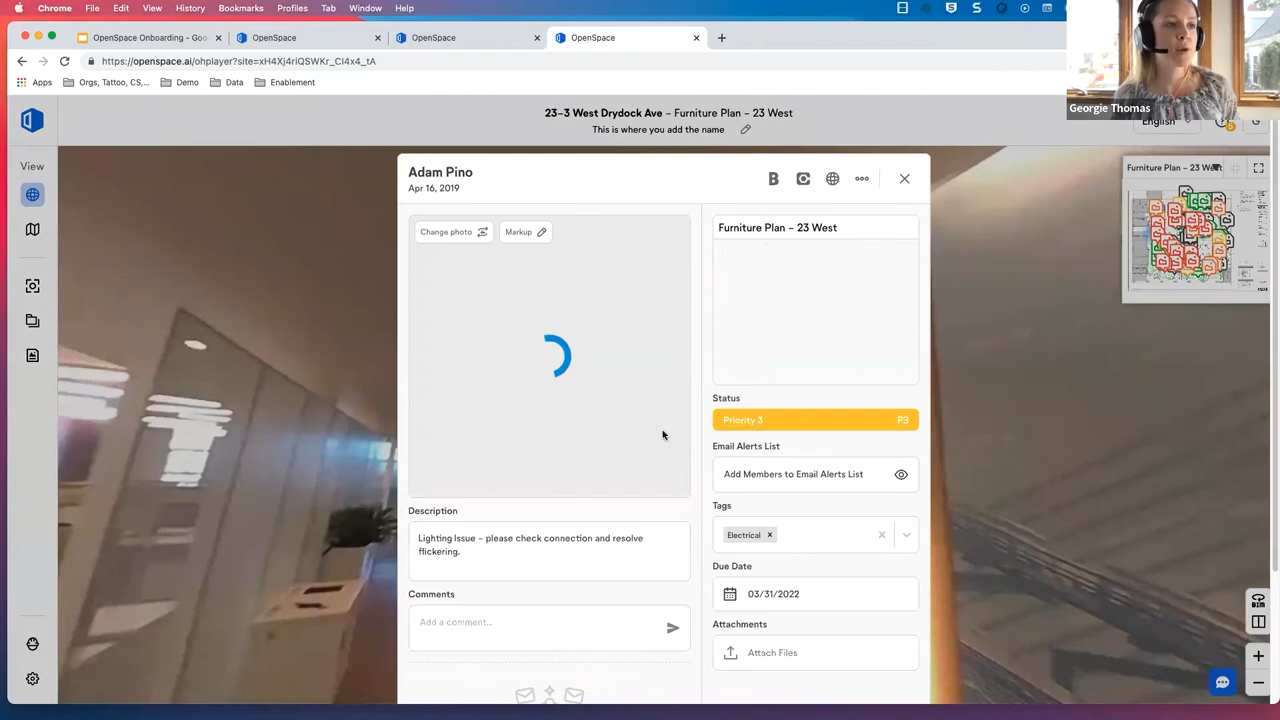 Chrome File Edit View History Bookmarks Profiles Tab Window Help
OpenSpace Onboarding - Goo
OpenSpace
OpenSpace
OpenSpace
https://openspace.ai/ohplayer?site=xH4Xj4riQSWKr_CI4x4_tA
Apps Orgs, Tattoo, CS,... Demo Data Enablement
Georgie Thomas
23-3 West Drydock Ave – Furniture Plan – 23 West
This is where you add the name
English
G
View
Furniture Plan – 23 West
Adam Pino
Apr 16, 2019
B
Change photo
Markup
Furniture Plan – 23 West
Status
Priority 3 P3
Email Alerts List
Add Members to Email Alerts List
Tags
Electrical x
Due Date
03/31/2022
Attachments
Attach Files
Description
Lighting Issue – please check connection and resolve
flickering.
Comments
Add a comment..
BIM